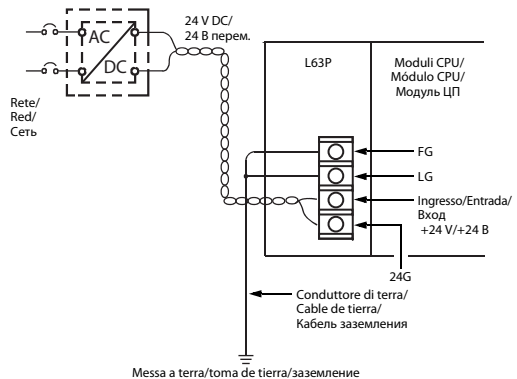 24 V DC/
24 В перем.
AC
DC
Rete/
Red/
Сеть
L63P
Moduli CPU/
Módulo CPU/
Модуль ЦП
FG
LG
Ingresso/Entrada/
Вход
+24 V/+24 В
24G
Conduttore di terra/
Cable de tierra/
Кабель заземления
Messa a terra/toma de tierra/заземление